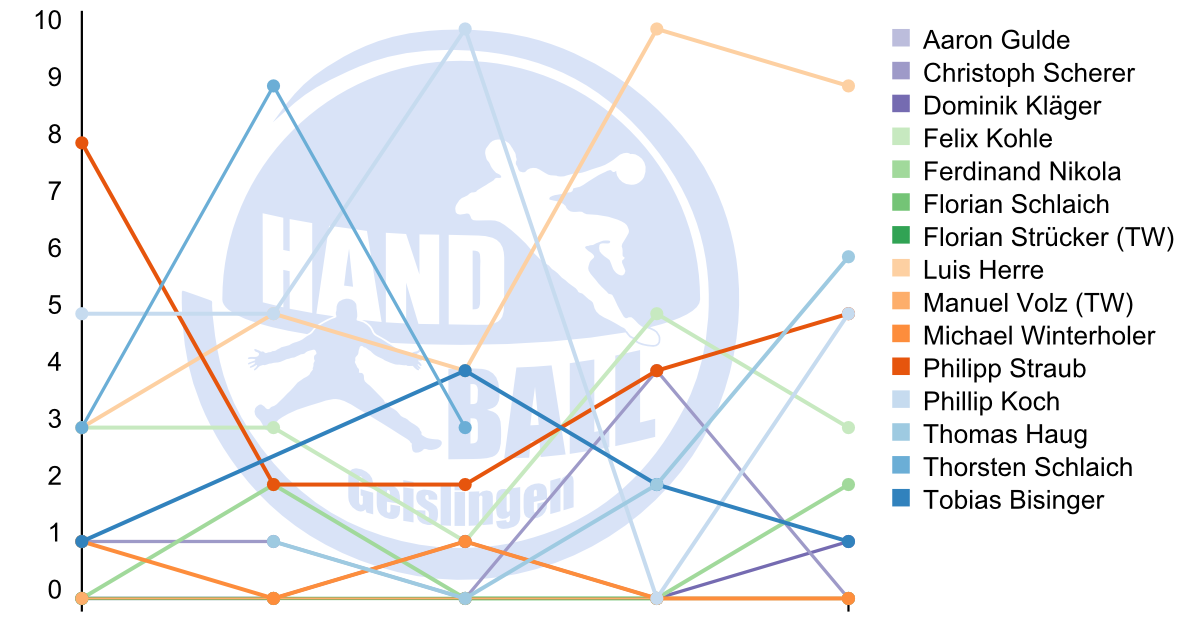 10
9
8
7
6
5
4
3
2
1
0
HAND
BALL
Geislingen
Aaron Gulde
Christoph Scherer
Dominik Kläger
Felix Kohle
Ferdinand Nikola
Florian Schlaich
Florian Strücker (TW)
Luis Herre
Manuel Volz (TW)
Michael Winterholer
Philipp Straub
Phillip Koch
Thomas Haug
Thorsten Schlaich
Tobias Bisinger